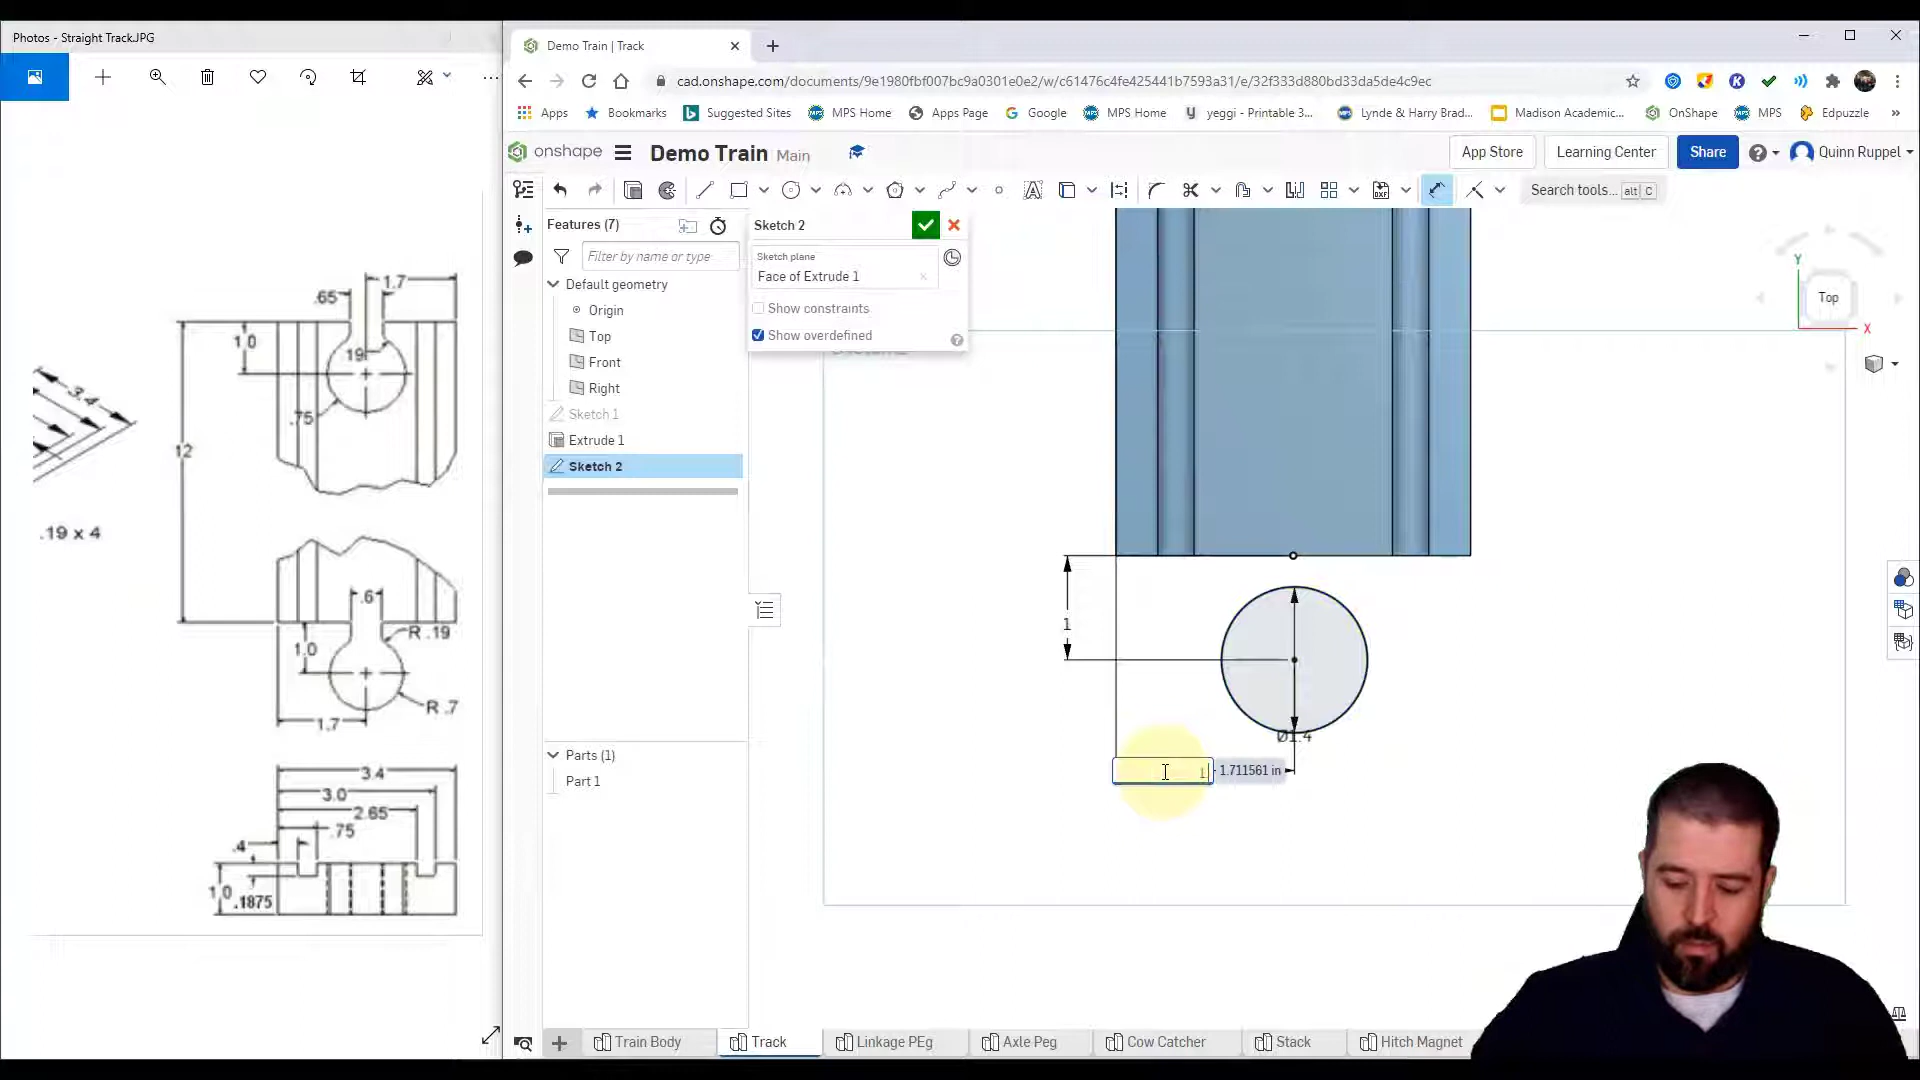 Photos - Straight Track.JPG
Demo Train | Track
cad.onshape.com/documents/9e1980fbf007bc9a0301e0e2/w/c61476c4fe425441b7593a31/e/32f333d880bd33da5de4c9ec
Apps
Bookmarks
Suggested Sites
MPS Home
Apps Page
Google
MPS Home
yeggi - Printable 3...
Lynde & Harry Brad...
Madison Academic...
OnShape
MPS
Edpuzzle
onshape
Demo Train
Main
App Store
Learning Center
Share
Quinn Ruppel
Search tools...
alt C
Features (7)
Filter by name or type
Default geometry
Origin
Top
Front
Right
Sketch 1
Extrude 1
Sketch 2
Parts (1)
Part 1
Sketch 2
Sketch plane
Face of Extrude 1
Show constraints
Show overdefined
Y
Top
X
1
Ø1.4
1
1.711561 in
1.7
.65
1.0
.19
.75
3.4
12
.19 x 4
.6
R .19
1.0
R .7
1.7
3.4
3.0
2.65
.75
.4
1.0
.1875
Train Body
Track
Linkage PEg
Axle Peg
Cow Catcher
Stack
Hitch Magnet